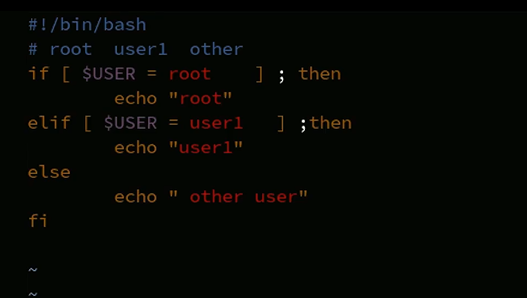 #!/bin/bash
# root  user1  other
if [ $USER = root    ] ; then
        echo "root"
elif [ $USER = user1   ] ;then
        echo "user1"
else
        echo " other user"
fi
~
~